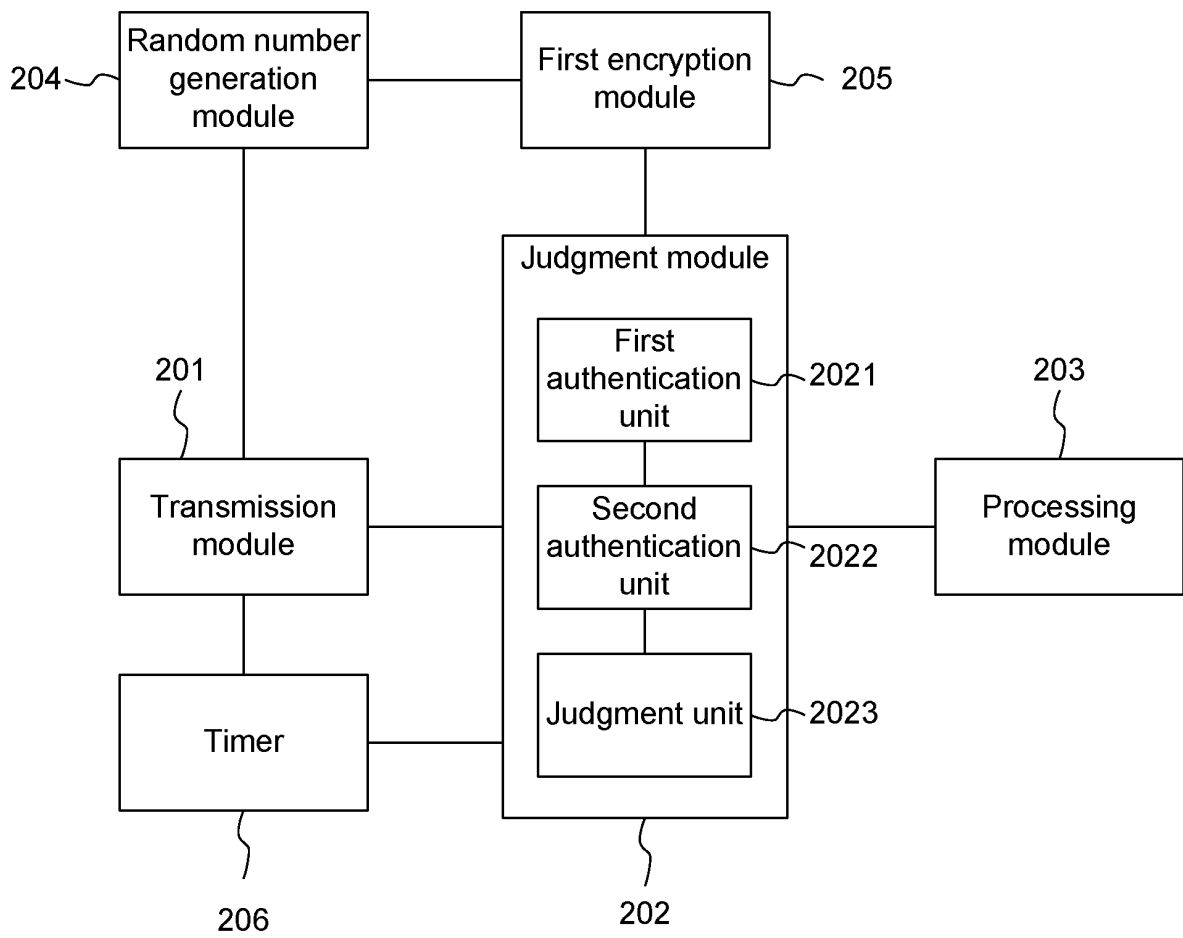 Random number
generation
module
204
First encryption
module
205
Judgment module
First
authentication
unit
2021
201
203
Transmission
module
Second
authentication
unit
2022
Processing
module
Timer
Judgment unit
2023
206
202